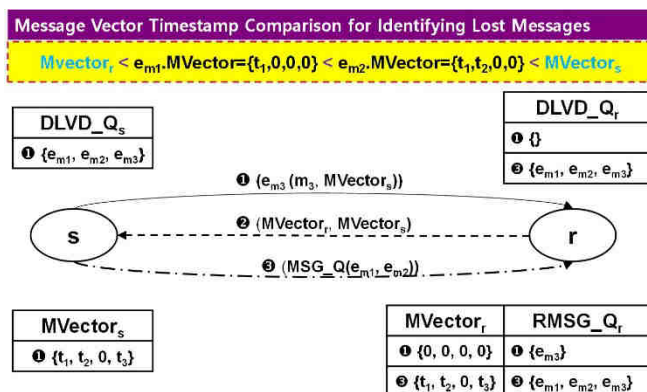 Message Vector Timestamp Comparison for Identifying Lost Messages
Mvectorᵣ < eₘ₁.MVector={t₁,0,0,0} < eₘ₂.MVector={t₁,t₂,0,0} < MVectorₛ
DLVD_Qₛ
❶ {eₘ₁, eₘ₂, eₘ₃}
DLVD_Qᵣ
❶ {}
❸ {eₘ₁, eₘ₂, eₘ₃}
❶ (eₘ₃ (m₃, MVectorₛ))
❷ (MVectorᵣ, MVectorₛ)
s
r
❸ (MSG_Q(eₘ₁, eₘ₂))
MVectorₛ
❶ {t₁, t₂, 0, t₃}
MVectorᵣ RMSG_Qᵣ
❶ {0, 0, 0, 0} ❶ {eₘ₃}
❸ {t₁, t₂, 0, t₃} ❸ {eₘ₁, eₘ₂, eₘ₃}